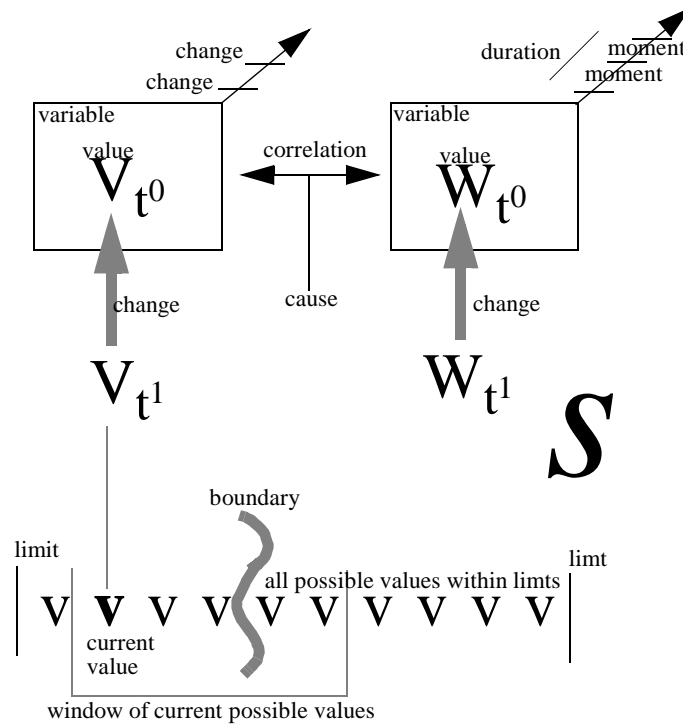 change
change
duration
moment
moment
variable
value
V t0
correlation
variable
value
W t0
change
cause
change
V t1
W t1
S
boundary
limit
limt
all possible values within limts
v v v v v v v v v v
current
value
window of current possible values